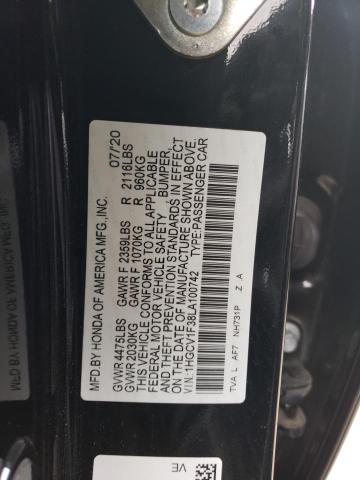 MFD BY HONDA OF AMERICA MFG., INC. 07/'20
GVWR 4475LBS GAWR F 2359LBS R 2116LBS
GVWR 2030KG GAWR F 1070KG R 960KG
THIS VEHICLE CONFORMS TO ALL APPLICABLE
FEDERAL MOTOR VEHICLE SAFETY BUMPER,
AND THEFT PREVENTION STANDARDS IN EFFECT
ON THE DATE OF MANUFACTURE SHOWN ABOVE.
V.I.N.: 1HGCV1F38LA100742 TYPE:PASSENGER CAR
TVA L AF7 NH731P Z A
VE